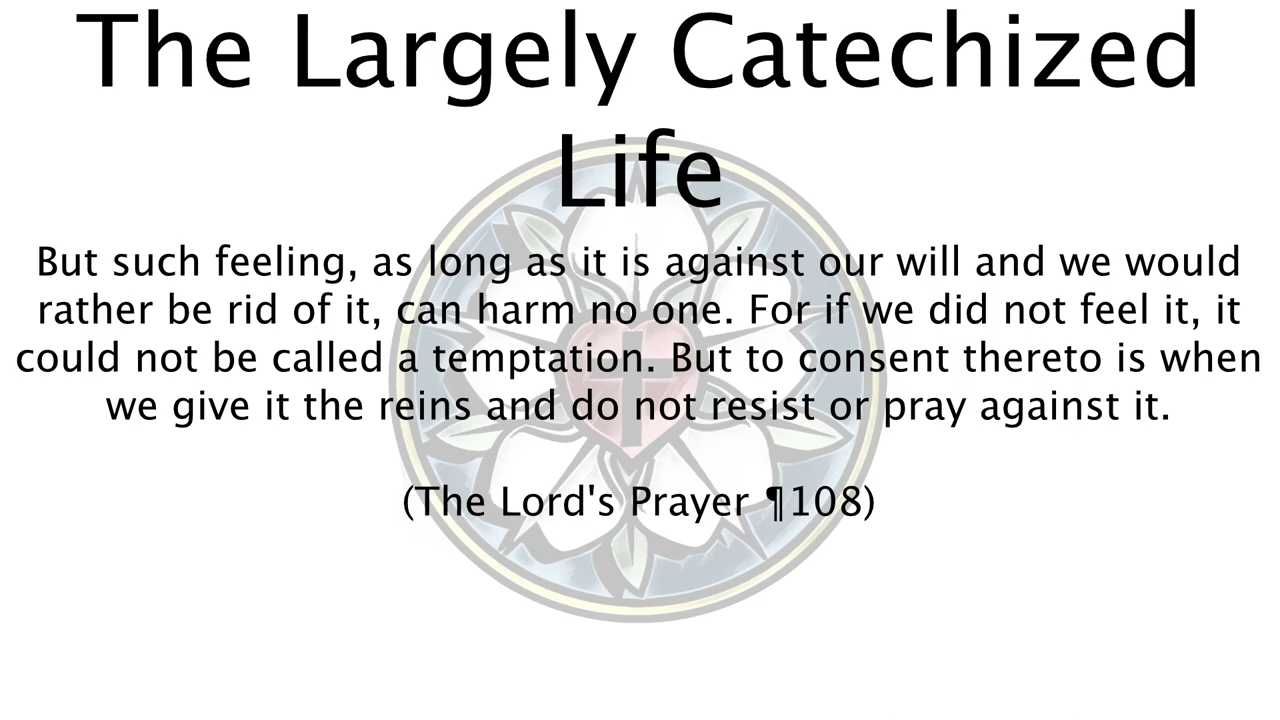 The Largely Catechized
Life
But such feeling, as long as it is against our will and we would
rather be rid of it, can harm no one. For if we did not feel it, it
could not be called a temptation. But to consent thereto is when
we give it the reins and do not resist or pray against it.
(The Lord's Prayer ¶108)